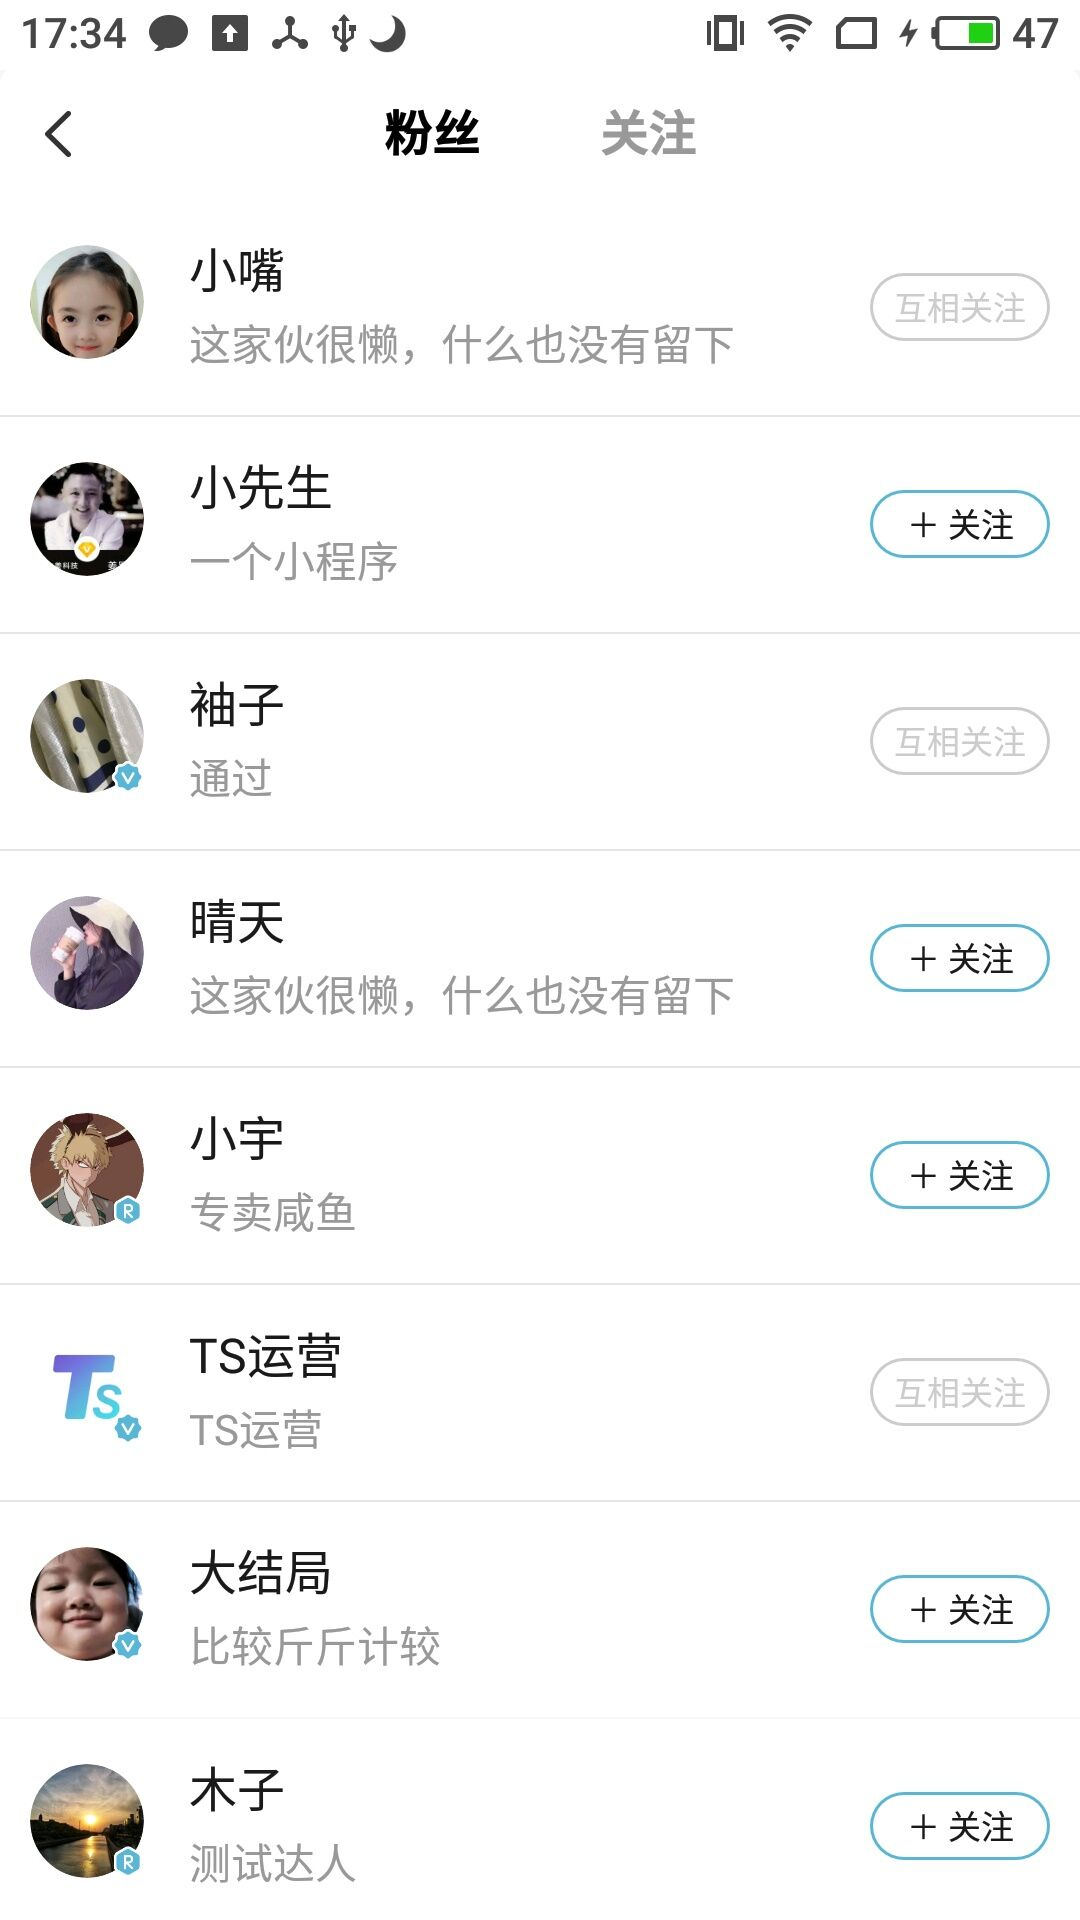 17:34
47
粉丝 关注
小嘴
这家伙很懒，什么也没有留下
互相关注
小先生
一个小程序
＋ 关注
袖子
通过
互相关注
晴天
这家伙很懒，什么也没有留下
＋ 关注
小宇
专卖咸鱼
＋ 关注
TS
TS运营
TS运营
互相关注
大结局
比较斤斤计较
＋ 关注
木子
测试达人
＋ 关注